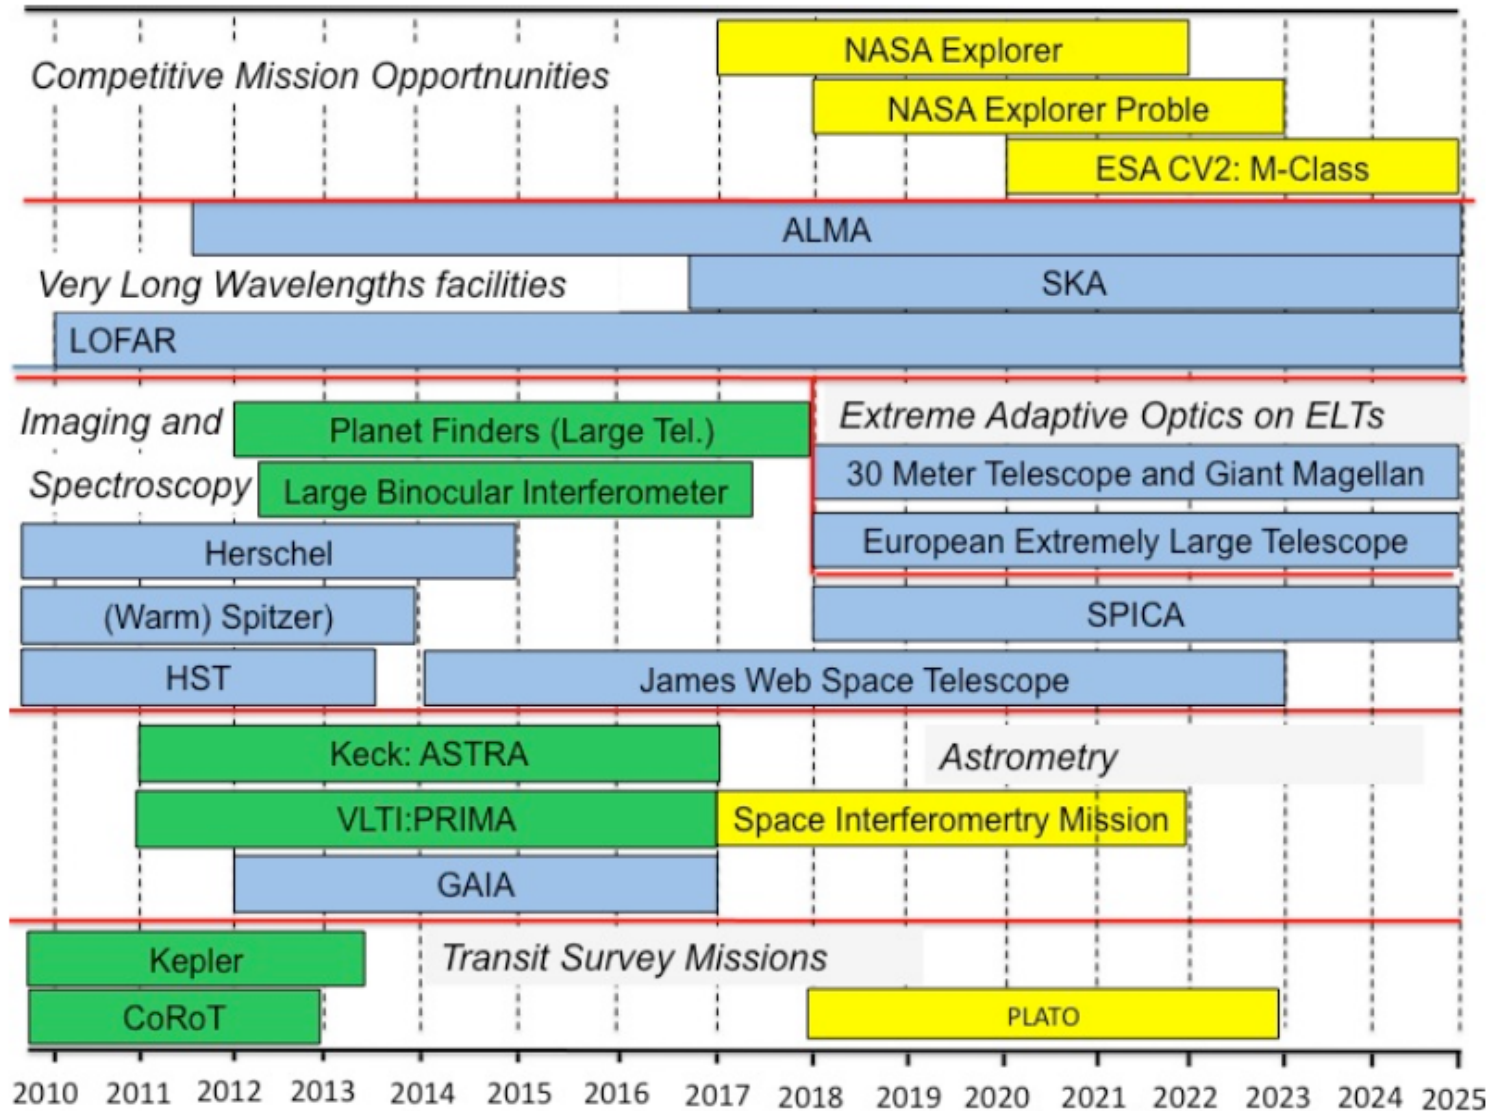 NASA Explorer
Competitive Mission Opportnunities
NASA Explorer Proble
ESA CV2: M-Class
ALMA
Very Long Wavelengths facilities
SKA
LOFAR
Imaging and
Planet Finders (Large Tel.)
Extreme Adaptive Optics on ELTs
Spectroscopy
Large Binocular Interferometer
30 Meter Telescope and Giant Magellan
Herschel
European Extremely Large Telescope
(Warm) Spitzer)
SPICA
HST
James Web Space Telescope
Keck: ASTRA
Astrometry
VLTI:PRIMA
Space Interferomertry Mission
GAIA
Kepler
Transit Survey Missions
CoRoT
PLATO
2010 2011 2012 2013 2014 2015 2016 2017 2018 2019 2020 2021 2022 2023 2024 2025